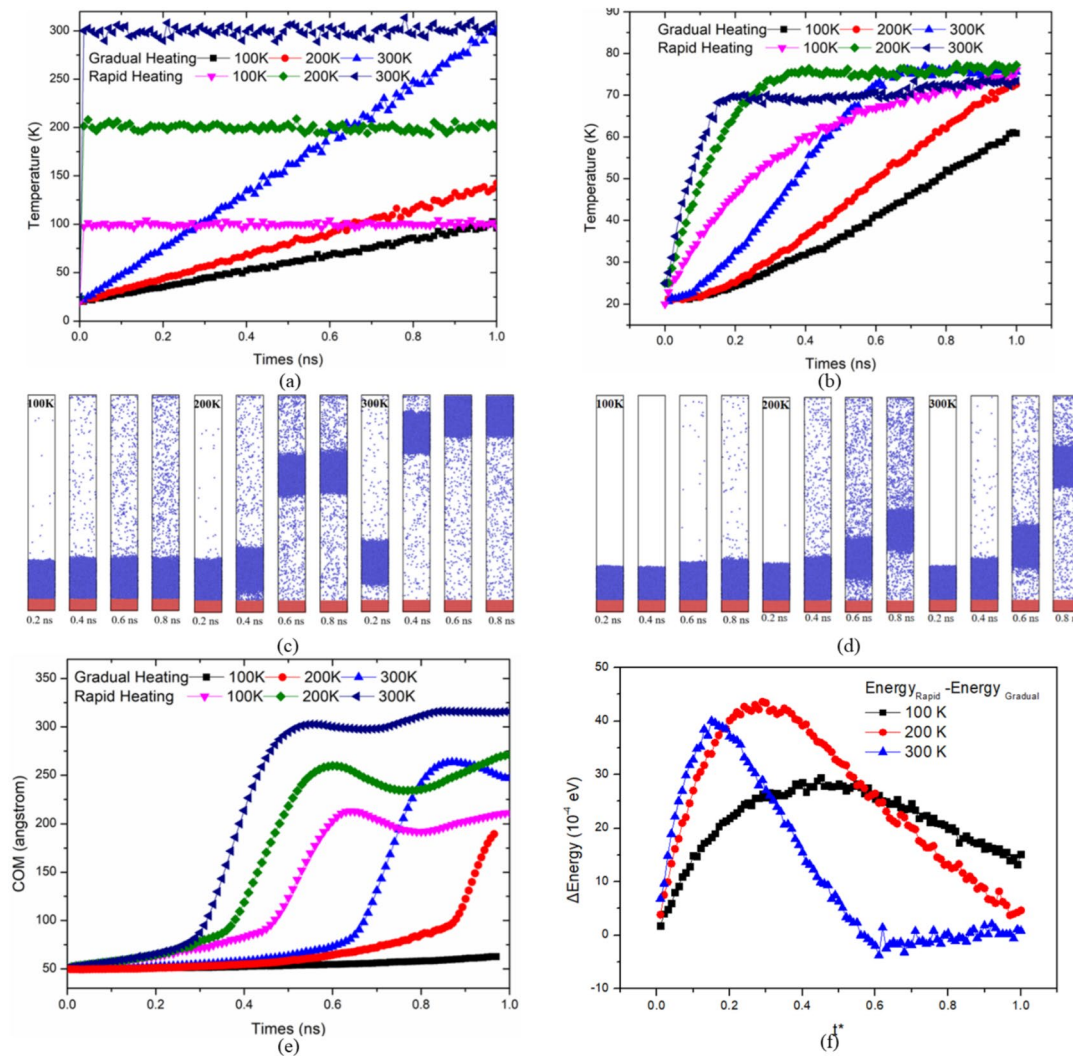 Gradual Heating 100K 200K 300K
Rapid Heating 100K 200K 300K
300
250
200
150
100
50
0
Temperature (K)
0.0 0.2 0.4 0.6 0.8 1.0
Times (ns)
(a)
Gradual Heating 100K 200K 300K
Rapid Heating 100K 200K 300K
90
80
70
60
50
40
30
20
Temperature (K)
0.0 0.2 0.4 0.6 0.8 1.0
Times (ns)
(b)
100K 200K 300K
0.2 ns 0.4 ns 0.6 ns 0.8 ns 0.2 ns 0.4 ns 0.6 ns 0.8 ns 0.2 ns 0.4 ns 0.6 ns 0.8 ns
(c)
100K 200K 300K
0.2 ns 0.4 ns 0.6 ns 0.8 ns 0.2 ns 0.4 ns 0.6 ns 0.8 ns 0.2 ns 0.4 ns 0.6 ns 0.8 ns
(d)
Gradual Heating 100K 200K 300K
Rapid Heating 100K 200K 300K
350
300
250
200
150
100
50
COM (angstrom)
0.0 0.2 0.4 0.6 0.8 1.0
Times (ns)
(e)
Energy Rapid -Energy Gradual
100 K
200 K
300 K
50
40
30
20
10
0
-10
ΔEnergy (10⁻⁴ eV)
0.0 0.2 0.4 0.6 0.8 1.0
t*
(f)